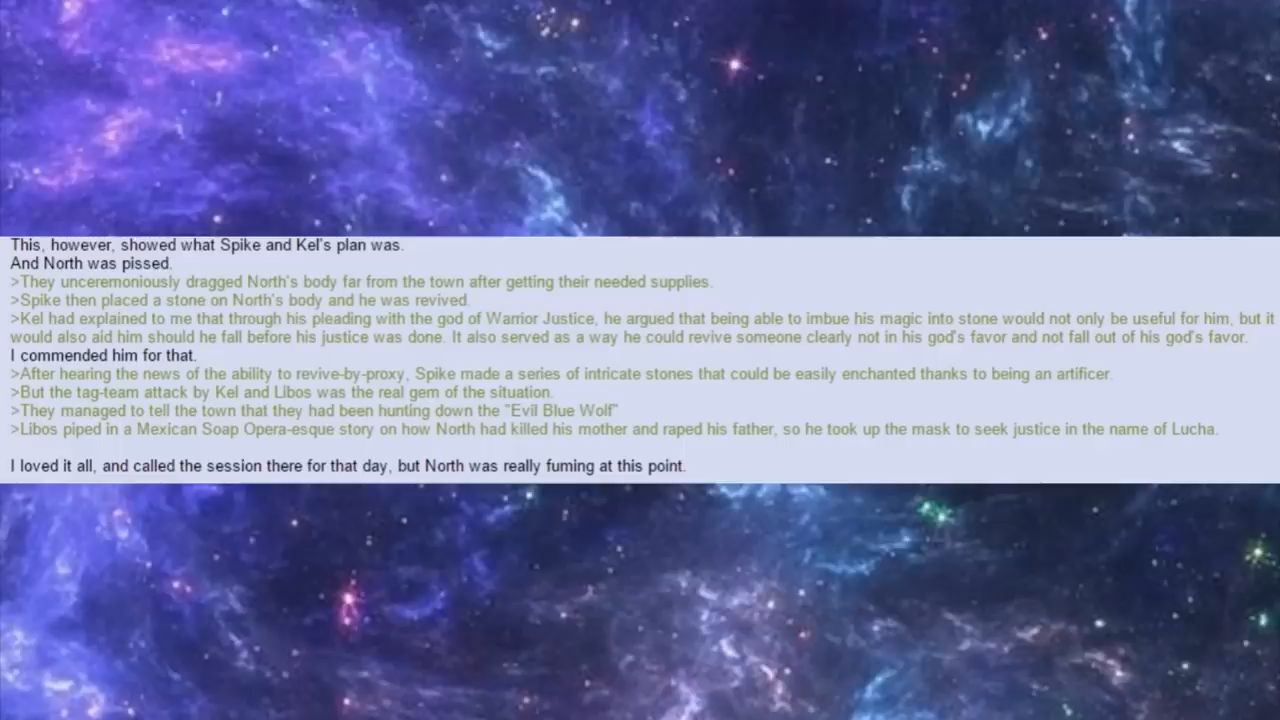 This, however, showed what Spike and Kel's plan was.
And North was pissed.
>They unceremoniously dragged North's body far from the town after getting their needed supplies.
>Spike then placed a stone on North's body and he was revived.
>Kel had explained to me that through his pleading with the god of Warrior Justice, he argued that being able to imbue his magic into stone would not only be useful for him, but it
would also aid him should he fall before his justice was done. It also served as a way he could revive someone clearly not in his god's favor and not fall out of his god's favor.
I commended him for that.
>After hearing the news of the ability to revive-by-proxy, Spike made a series of intricate stones that could be easily enchanted thanks to being an artificer.
>But the tag-team attack by Kel and Libos was the real gem of the situation.
>They managed to tell the town that they had been hunting down the "Evil Blue Wolf"
>Libos piped in a Mexican Soap Opera-esque story on how North had killed his mother and raped his father, so he took up the mask to seek justice in the name of Lucha.
I loved it all, and called the session there for that day, but North was really fuming at this point.